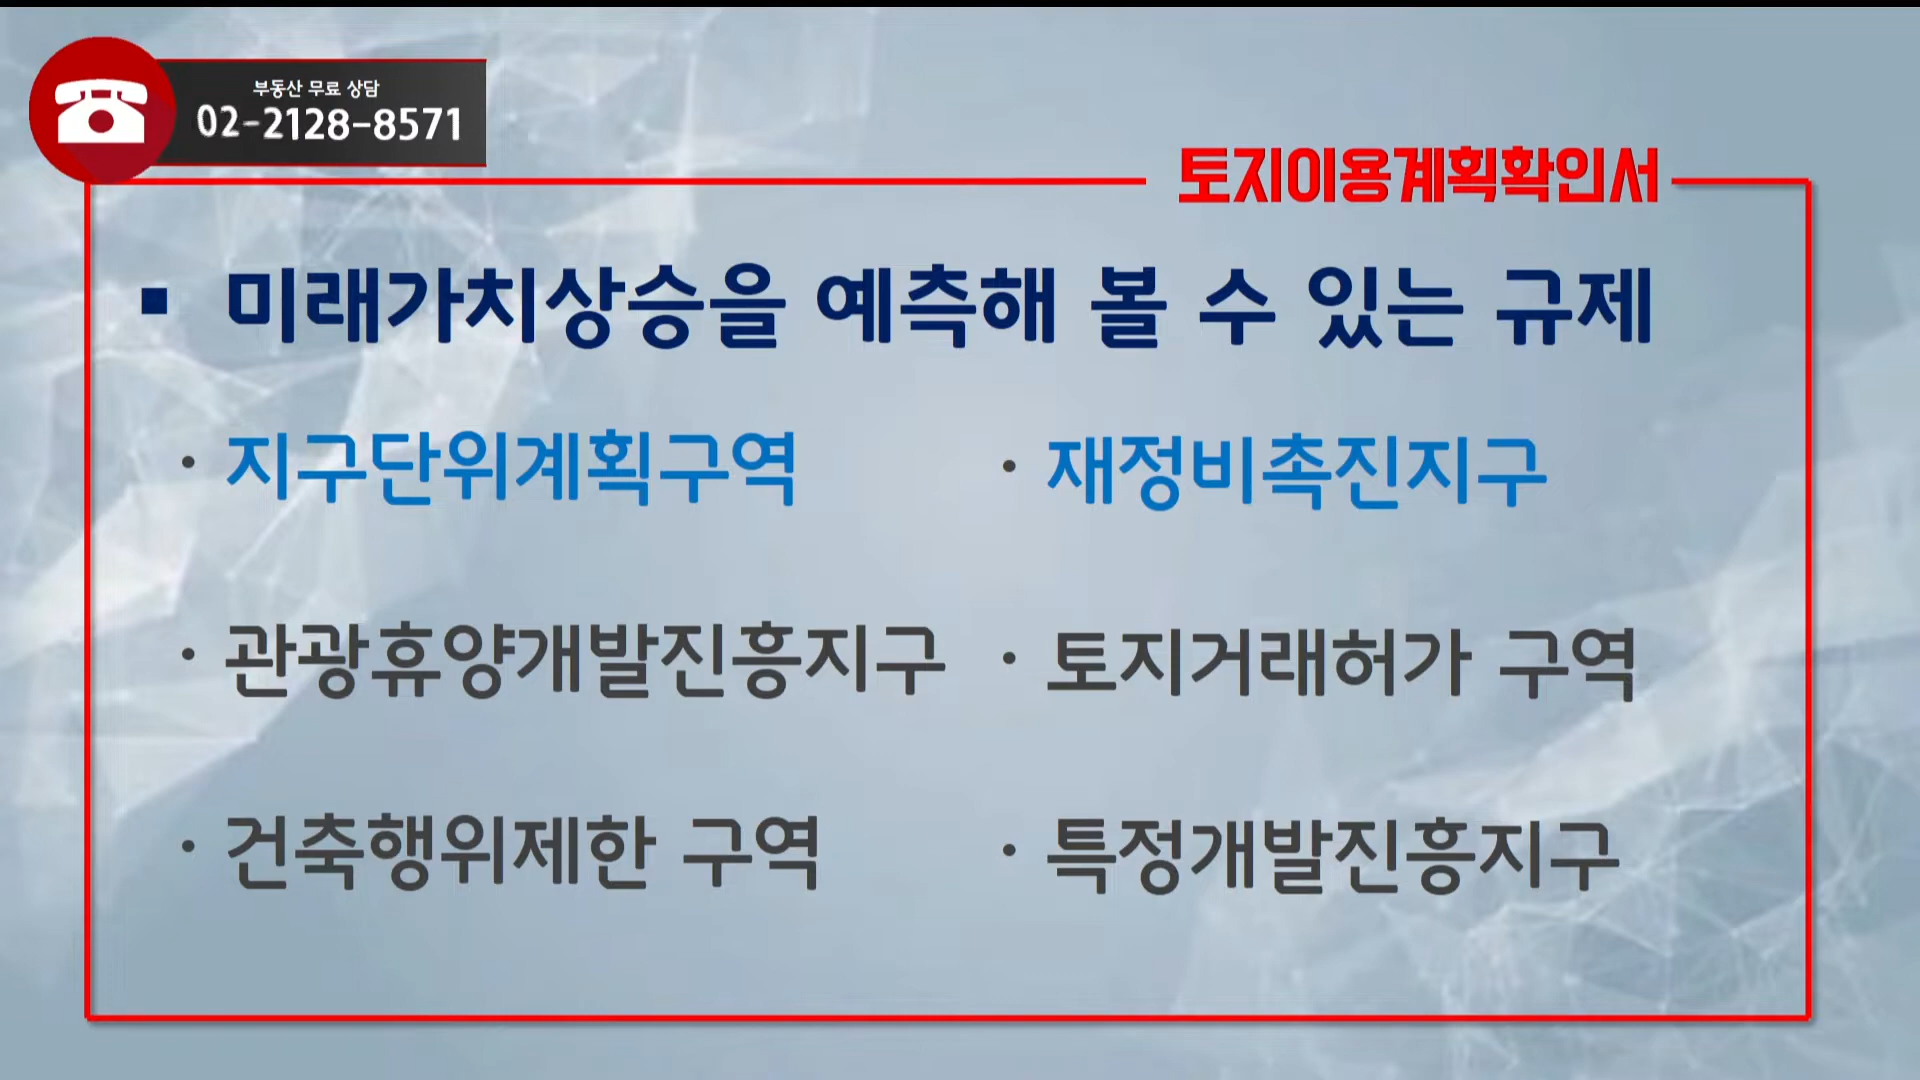 부동산 무료 상담
02-2128-8571
토지이용계획확인서
▪ 미래가치상승을 예측해 볼 수 있는 규제
· 지구단위계획구역
· 재정비촉진지구
· 관광휴양개발진흥지구
· 토지거래허가 구역
· 건축행위제한 구역
· 특정개발진흥지구